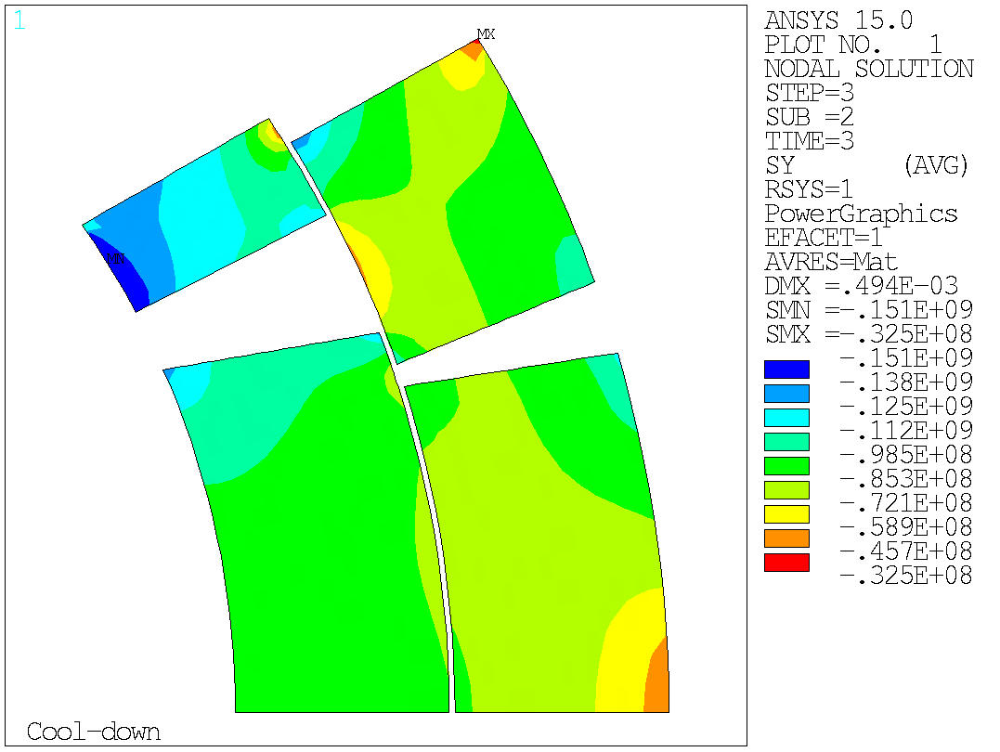 1
MX
MN
Cool-down
ANSYS 15.0
PLOT NO.   1
NODAL SOLUTION
STEP=3
SUB =2
TIME=3
SY       (AVG)
RSYS=1
PowerGraphics
EFACET=1
AVRES=Mat
DMX =.494E-03
SMN =-.151E+09
SMX =-.325E+08
-.151E+09
-.138E+09
-.125E+09
-.112E+09
-.985E+08
-.853E+08
-.721E+08
-.589E+08
-.457E+08
-.325E+08